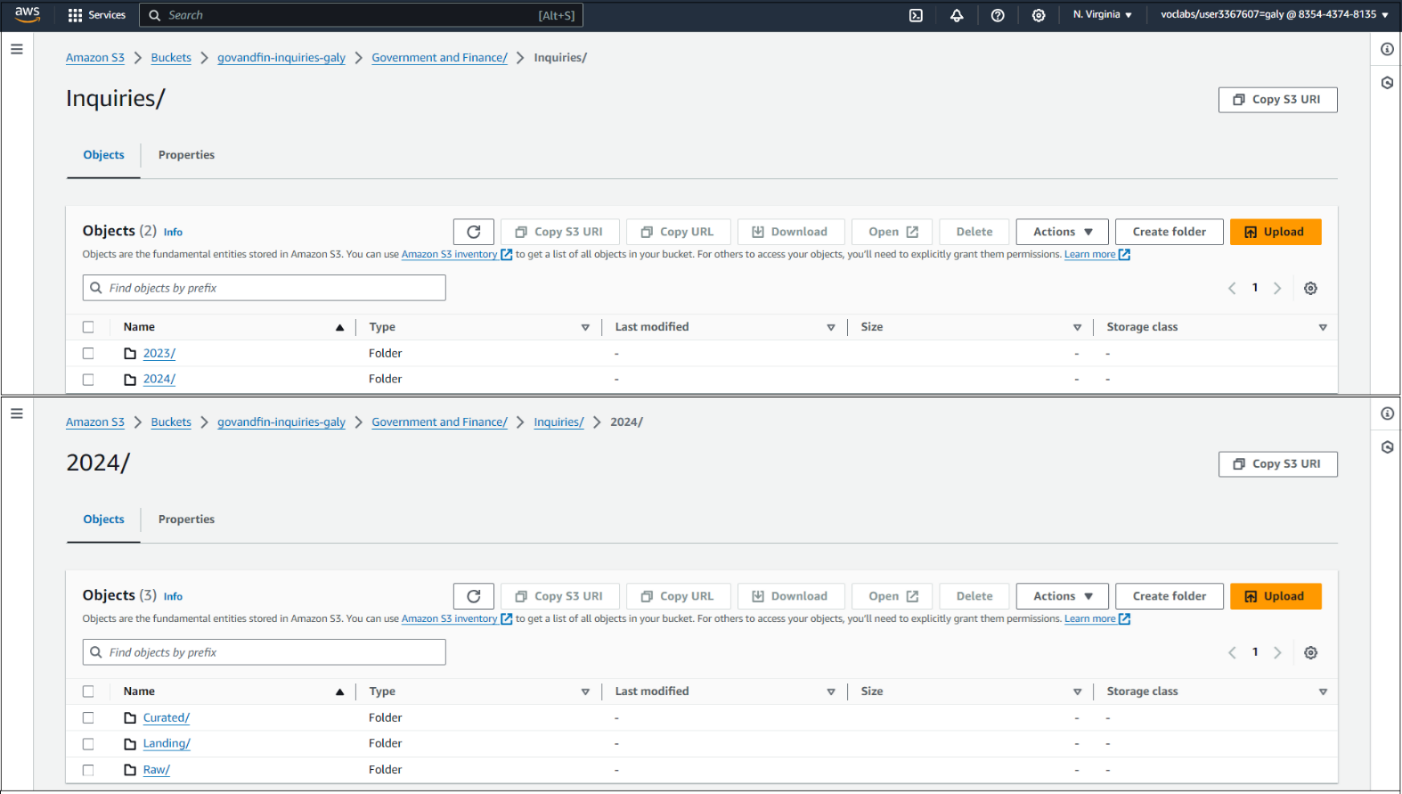 aws Services Search [Alt+S] N. Virginia voclabs/user3367607=galy @ 8354-4374-8135
Amazon S3 > Buckets > govandfin-inquiries-galy > Government and Finance/ > Inquiries/
Inquiries/ Copy S3 URI
Objects Properties
Objects (2) Info Copy S3 URI Copy URL Download Open Delete Actions Create folder Upload
Objects are the fundamental entities stored in Amazon S3. You can use Amazon S3 inventory to get a list of all objects in your bucket. For others to access your objects, you'll need to explicitly grant them permissions. Learn more
Find objects by prefix < 1 >
Name Type Last modified Size Storage class
2023/ Folder - - -
2024/ Folder - - -
Amazon S3 > Buckets > govandfin-inquiries-galy > Government and Finance/ > Inquiries/ > 2024/
2024/ Copy S3 URI
Objects Properties
Objects (3) Info Copy S3 URI Copy URL Download Open Delete Actions Create folder Upload
Objects are the fundamental entities stored in Amazon S3. You can use Amazon S3 inventory to get a list of all objects in your bucket. For others to access your objects, you'll need to explicitly grant them permissions. Learn more
Find objects by prefix < 1 >
Name Type Last modified Size Storage class
Curated/ Folder - - -
Landing/ Folder - - -
Raw/ Folder - - -